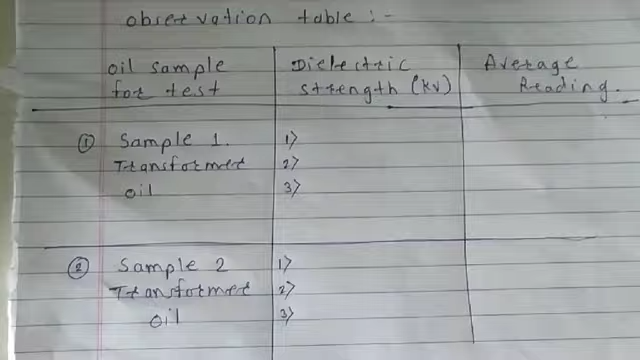 observation table :-
oil sample for test | Dielectric strength (kv) | Average Reading.
① Sample 1. Transformer oil | 1> 2> 3>
② Sample 2 Transformer oil | 1> 2> 3>